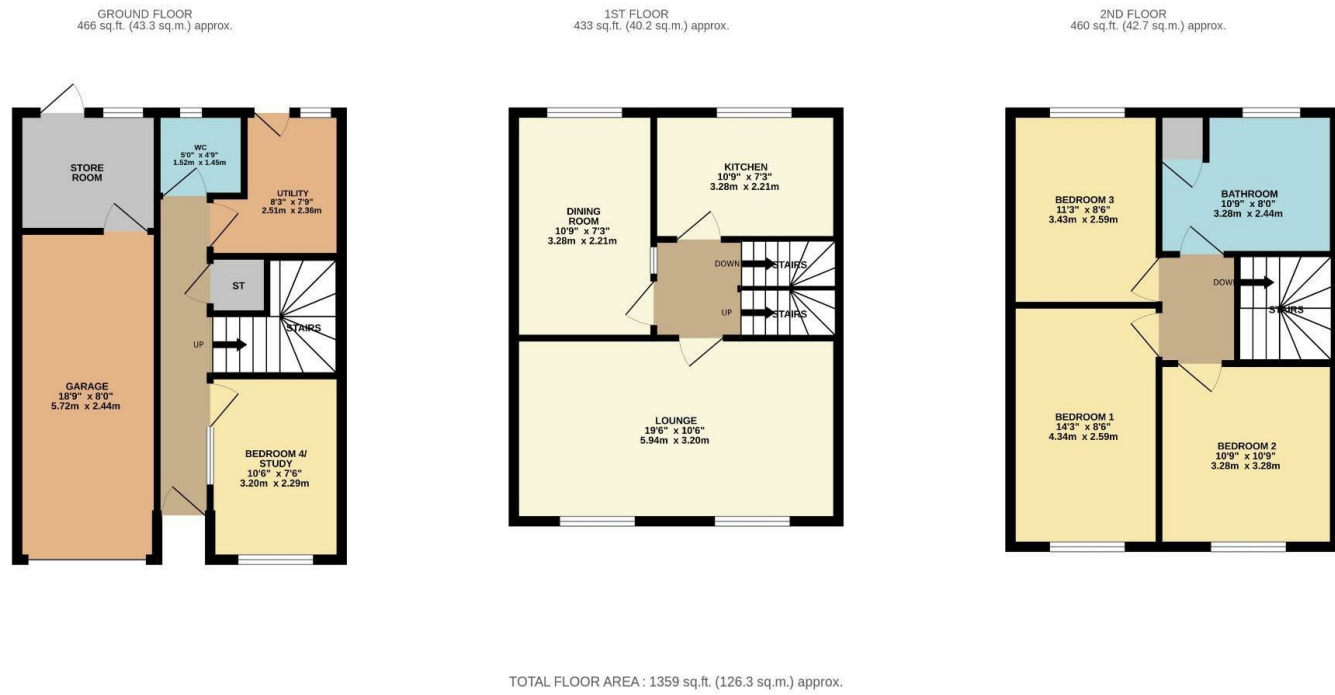 GROUND FLOOR
466 sq.ft. (43.3 sq.m.) approx.
STORE
ROOM
WC
5'0" x 4'9"
1.52m x 1.45m
UTILITY
8'3" x 7'9"
2.51m x 2.36m
ST
STAIRS
UP
GARAGE
18'9" x 8'0"
5.72m x 2.44m
BEDROOM 4/
STUDY
10'6" x 7'6"
3.20m x 2.29m
1ST FLOOR
433 sq.ft. (40.2 sq.m.) approx.
KITCHEN
10'9" x 7'3"
3.28m x 2.21m
DINING
ROOM
10'9" x 7'3"
3.28m x 2.21m
DOWN
STAIRS
UP
STAIRS
LOUNGE
19'6" x 10'6"
5.94m x 3.20m
2ND FLOOR
460 sq.ft. (42.7 sq.m.) approx.
BEDROOM 3
11'3" x 8'6"
3.43m x 2.59m
BATHROOM
10'9" x 8'0"
3.28m x 2.44m
DOWN
STAIRS
BEDROOM 1
14'3" x 8'6"
4.34m x 2.59m
BEDROOM 2
10'9" x 10'9"
3.28m x 3.28m
TOTAL FLOOR AREA : 1359 sq.ft. (126.3 sq.m.) approx.